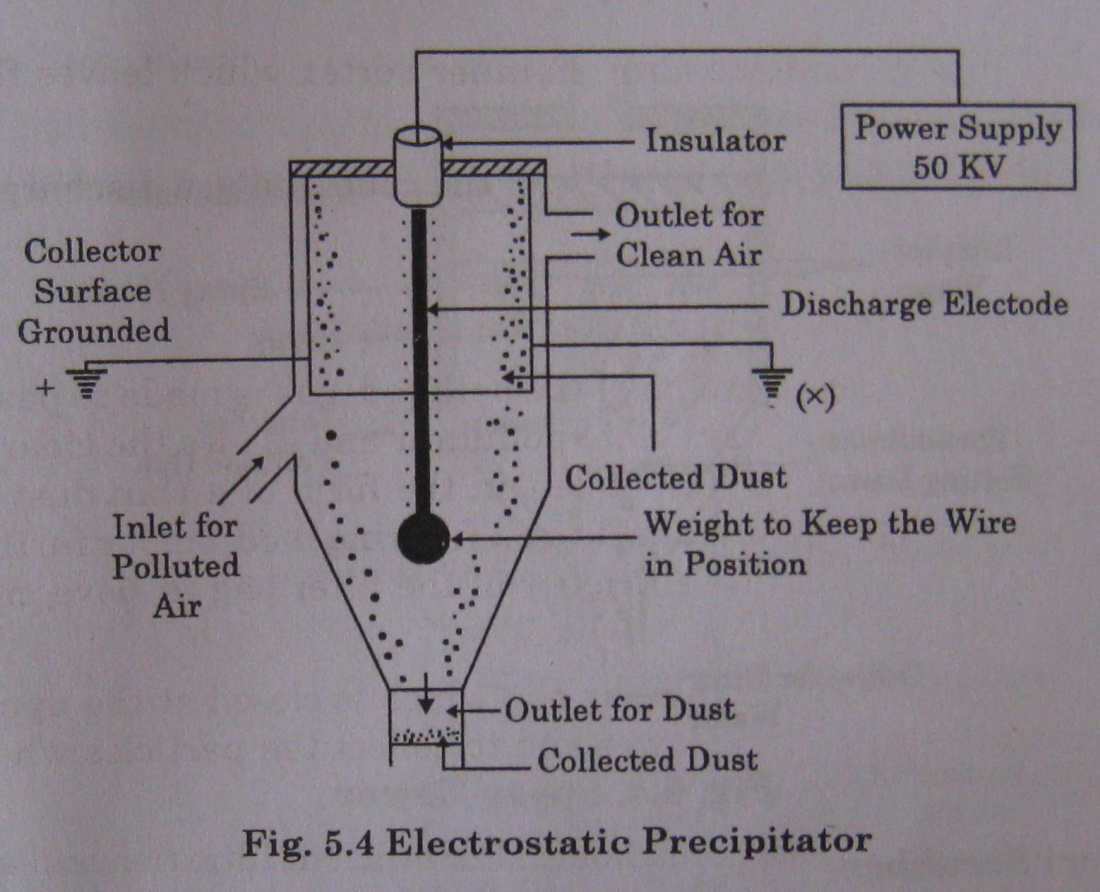 Insulator
Power Supply
50 KV
Outlet for
Clean Air
Collector
Surface
Grounded
Discharge Electode
+
(×)
Collected Dust
Inlet for
Polluted
Air
Weight to Keep the Wire
in Position
Outlet for Dust
Collected Dust
Fig. 5.4 Electrostatic Precipitator